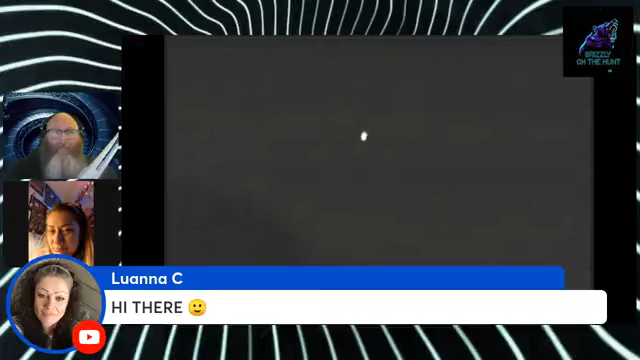 GRIZZLY
ON THE HUNT
Luanna C
HI THERE 🙂